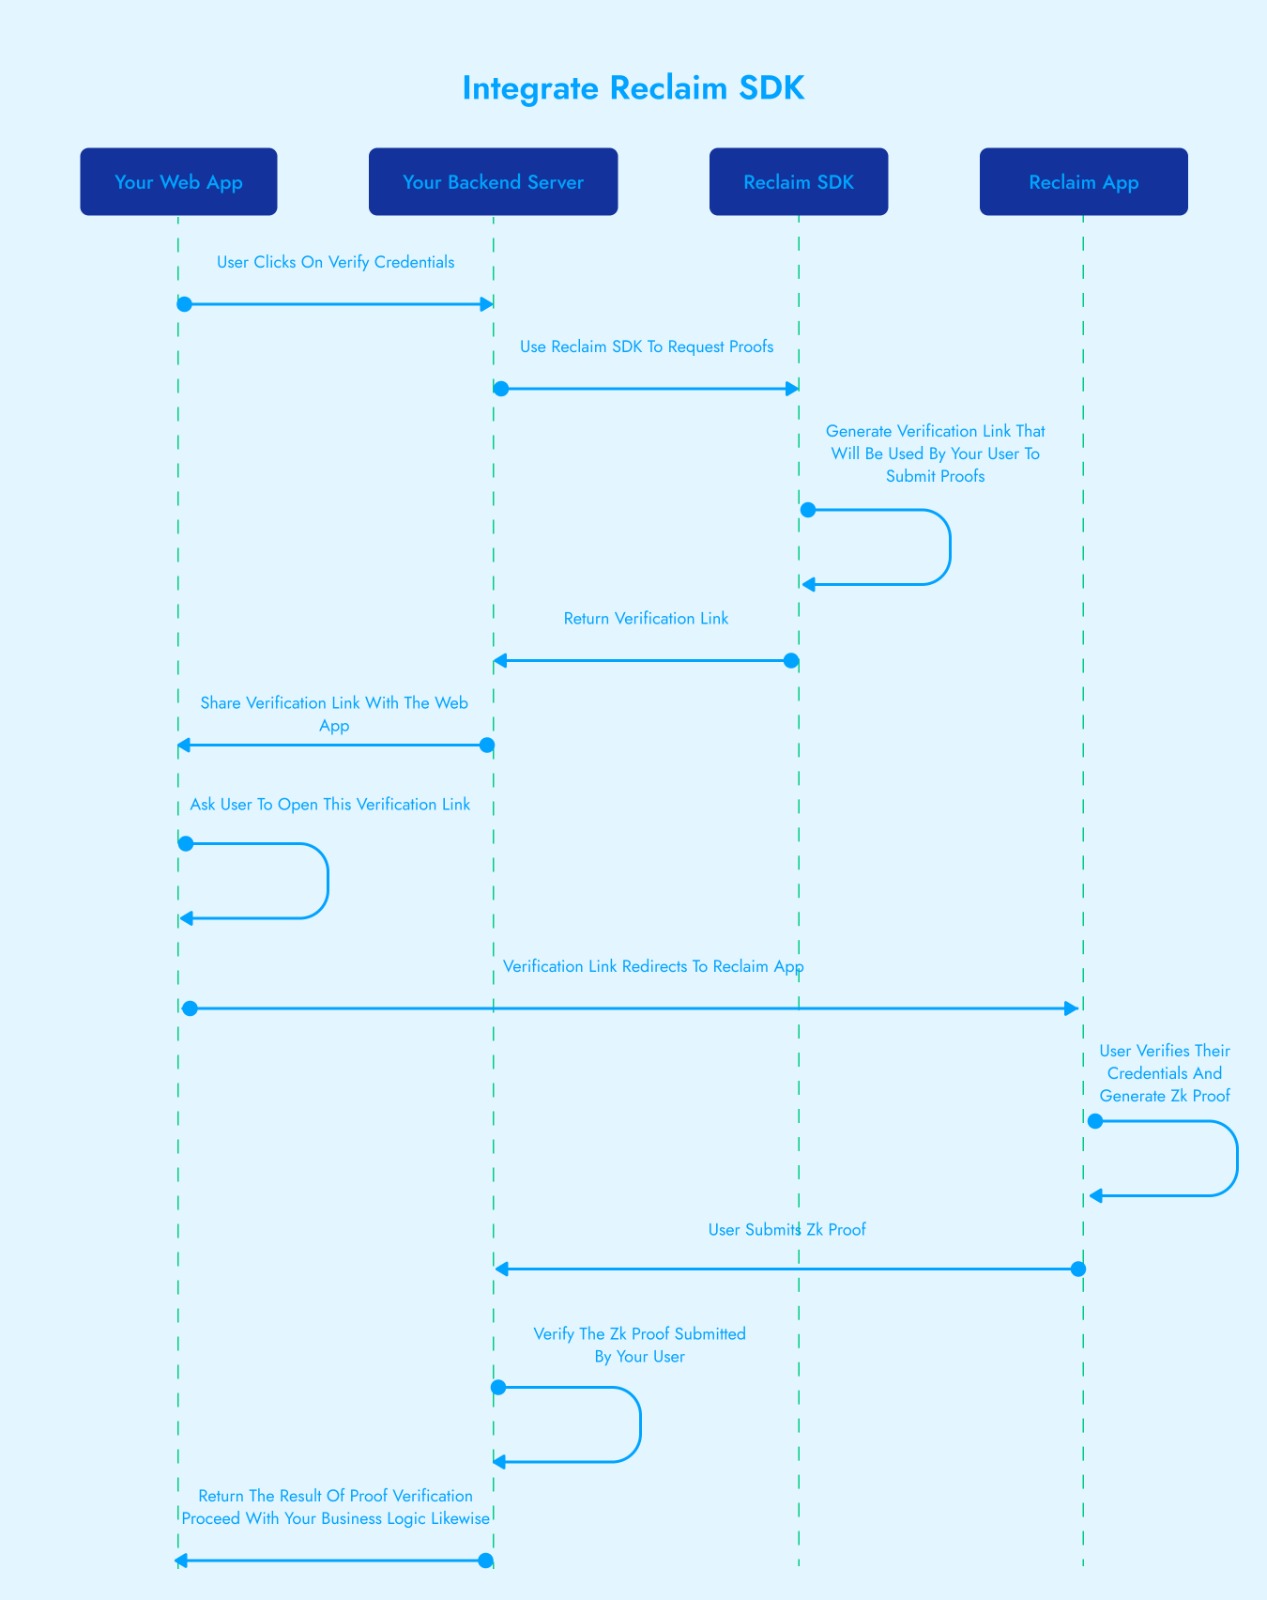 Integrate Reclaim SDK
Your Web App
Your Backend Server
Reclaim SDK
Reclaim App
User Clicks On Verify Credentials
Use Reclaim SDK To Request Proofs
Generate Verification Link That
Will Be Used By Your User To
Submit Proofs
Return Verification Link
Share Verification Link With The Web
App
Ask User To Open This Verification Link
Verification Link Redirects To Reclaim App
User Verifies Their
Credentials And
Generate Zk Proof
User Submits Zk Proof
Verify The Zk Proof Submitted
By Your User
Return The Result Of Proof Verification
Proceed With Your Business Logic Likewise